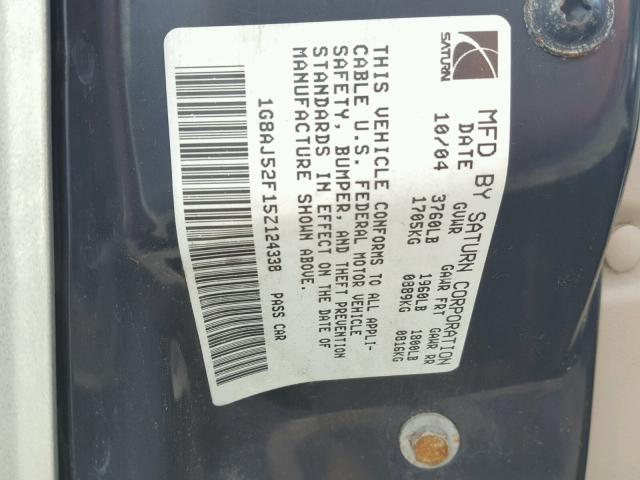 SATURN
MFD BY SATURN CORPORATION
DATE GVWR GAWR FRT GAWR RR
10/04 3760LB 1960LB 1800LB
1705KG 0889KG 0816KG
THIS VEHICLE CONFORMS TO ALL APPLI-
CABLE U.S. FEDERAL MOTOR VEHICLE
SAFETY, BUMPER, AND THEFT PREVENTION
STANDARDS IN EFFECT ON THE DATE OF
MANUFACTURE SHOWN ABOVE.
1G8AJ52F15Z124338 PASS CAR